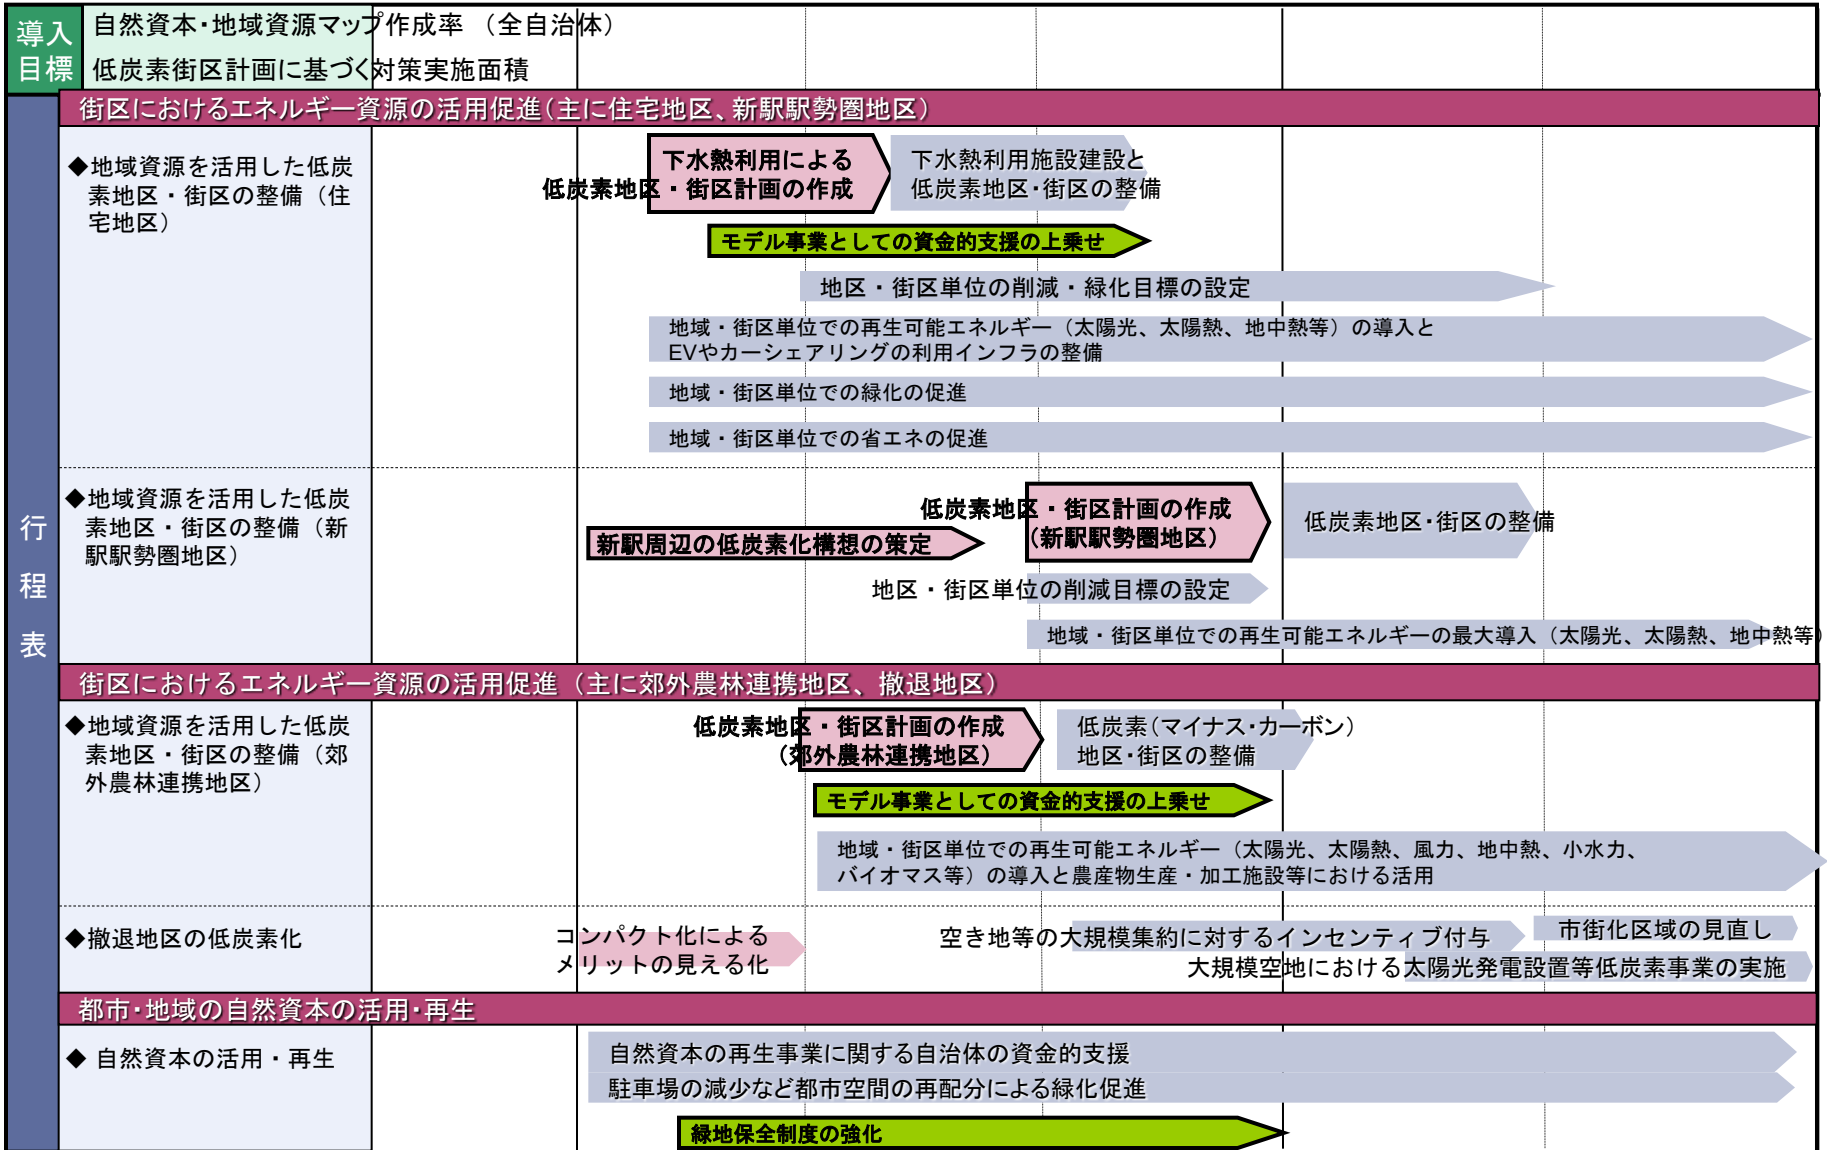 導入
目標
自然資本・地域資源マップ作成率 （全自治体）
低炭素街区計画に基づく対策実施面積
行
程
表
街区におけるエネルギー資源の活用促進（主に住宅地区、新駅駅勢圏地区）
◆地域資源を活用した低炭
素地区・街区の整備（住
宅地区）
下水熱利用による
低炭素地区・街区計画の作成
下水熱利用施設建設と
低炭素地区・街区の整備
モデル事業としての資金的支援の上乗せ
地区・街区単位の削減・緑化目標の設定
地域・街区単位での再生可能エネルギー（太陽光、太陽熱、地中熱等）の導入と
EVやカーシェアリングの利用インフラの整備
地域・街区単位での緑化の促進
地域・街区単位での省エネの促進
◆地域資源を活用した低炭
素地区・街区の整備（新
駅駅勢圏地区）
新駅周辺の低炭素化構想の策定
低炭素地区・街区計画の作成
（新駅駅勢圏地区）
低炭素地区・街区の整備
地区・街区単位の削減目標の設定
地域・街区単位での再生可能エネルギーの最大導入（太陽光、太陽熱、地中熱等）
街区におけるエネルギー資源の活用促進（主に郊外農林連携地区、撤退地区）
◆地域資源を活用した低炭
素地区・街区の整備（郊
外農林連携地区）
低炭素地区・街区計画の作成
（郊外農林連携地区）
低炭素（マイナス・カーボン）
地区・街区の整備
モデル事業としての資金的支援の上乗せ
地域・街区単位での再生可能エネルギー（太陽光、太陽熱、風力、地中熱、小水力、
バイオマス等）の導入と農産物生産・加工施設等における活用
◆撤退地区の低炭素化
コンパクト化による
メリットの見える化
空き地等の大規模集約に対するインセンティブ付与
市街化区域の見直し
大規模空地における太陽光発電設置等低炭素事業の実施
都市・地域の自然資本の活用・再生
◆ 自然資本の活用・再生
自然資本の再生事業に関する自治体の資金的支援
駐車場の減少など都市空間の再配分による緑化促進
緑地保全制度の強化